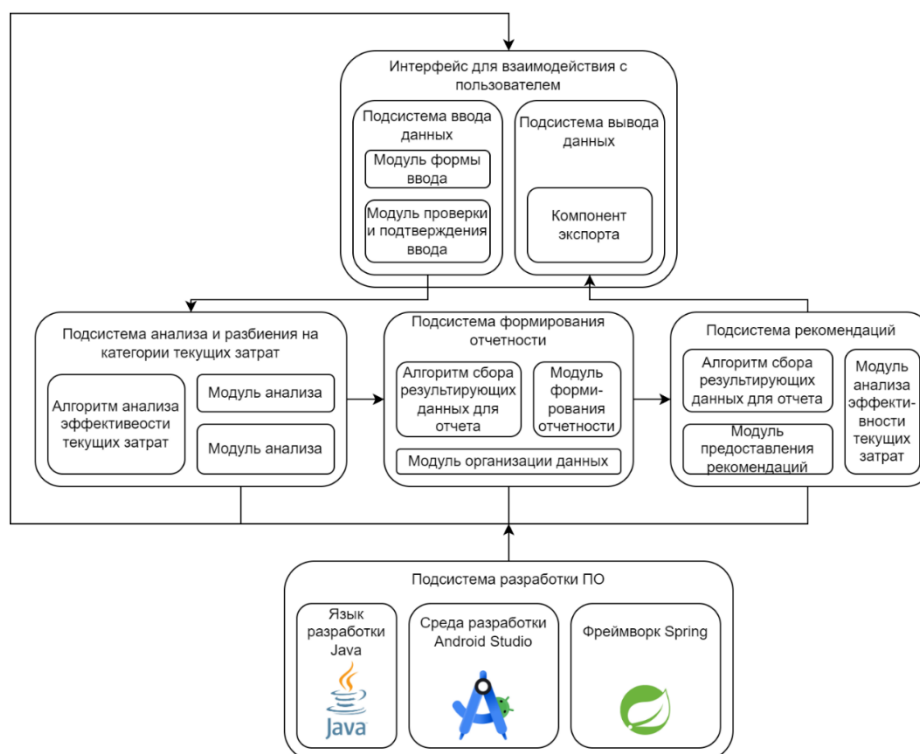 Интерфейс для взаимодействия с
пользователем
Подсистема ввода
данных
Модуль формы
ввода
Модуль проверки
и подтверждения
ввода
Подсистема вывода
данных
Компонент
экспорта
Подсистема анализа и разбиения на
категории текущих затрат
Алгоритм анализа
эффективеости
текущих затрат
Модуль анализа
Модуль анализа
Подсистема формирования
отчетности
Алгоритм сбора
результирующих
данных для
отчета
Модуль
форми-
рования
отчетности
Модуль организации данных
Подсистема рекомендаций
Алгоритм сбора
результирующих
данных для отчета
Модуль
предоставления
рекомендаций
Модуль
анализа
эффекти-
вности
текущих
затрат
Подсистема разработки ПО
Язык
разработки
Java
Java
Среда разработки
Android Studio
Фреймворк Spring